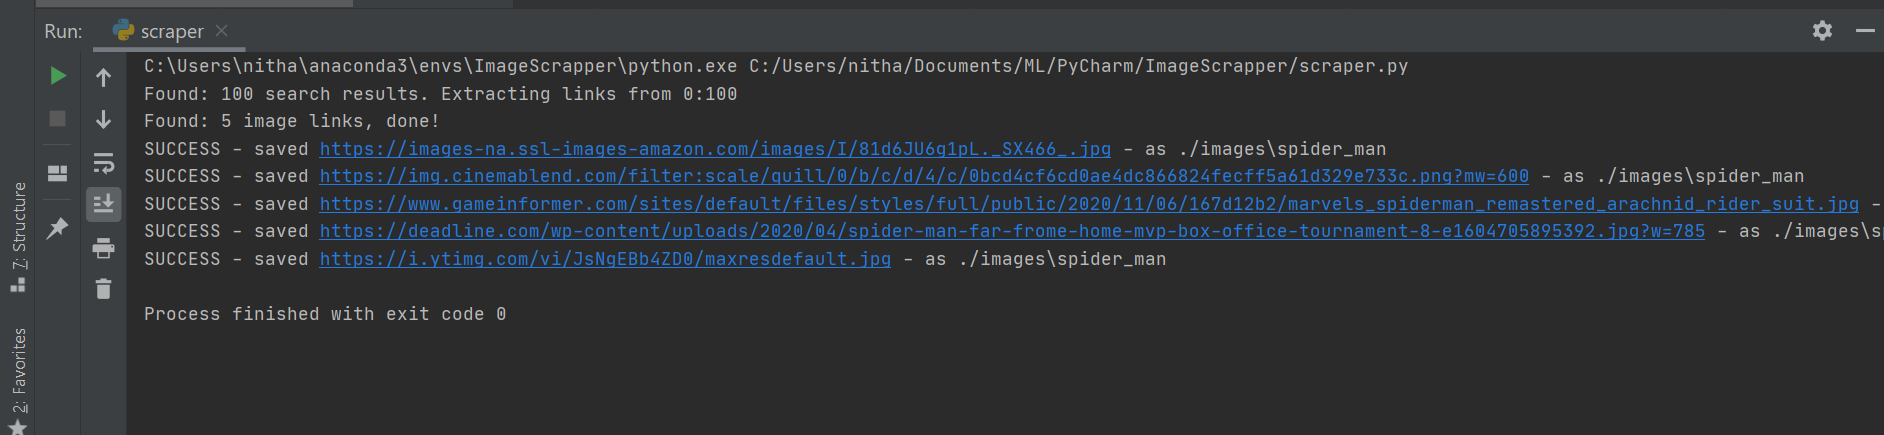 Run: scraper
C:\Users\nitha\anaconda3\envs\ImageScrapper\python.exe C:/Users/nitha/Documents/ML/PyCharm/ImageScrapper/scraper.py
Found: 100 search results. Extracting links from 0:100
Found: 5 image links, done!
SUCCESS - saved https://images-na.ssl-images-amazon.com/images/I/81d6JU6g1pL._SX466_.jpg - as ./images\spider_man
SUCCESS - saved https://img.cinemablend.com/filter:scale/quill/0/b/c/d/4/c/0bcd4cf6cd0ae4dc866824fecff5a61d329e733c.png?mw=600 - as ./images\spider_man
SUCCESS - saved https://www.gameinformer.com/sites/default/files/styles/full/public/2020/11/06/167d12b2/marvels_spiderman_remastered_arachnid_rider_suit.jpg -
SUCCESS - saved https://deadline.com/wp-content/uploads/2020/04/spider-man-far-frome-home-mvp-box-office-tournament-8-e1604705895392.jpg?w=785 - as ./images\sp
SUCCESS - saved https://i.ytimg.com/vi/JsNgEBb4ZD0/maxresdefault.jpg - as ./images\spider_man
Process finished with exit code 0
7: Structure
2: Favorites